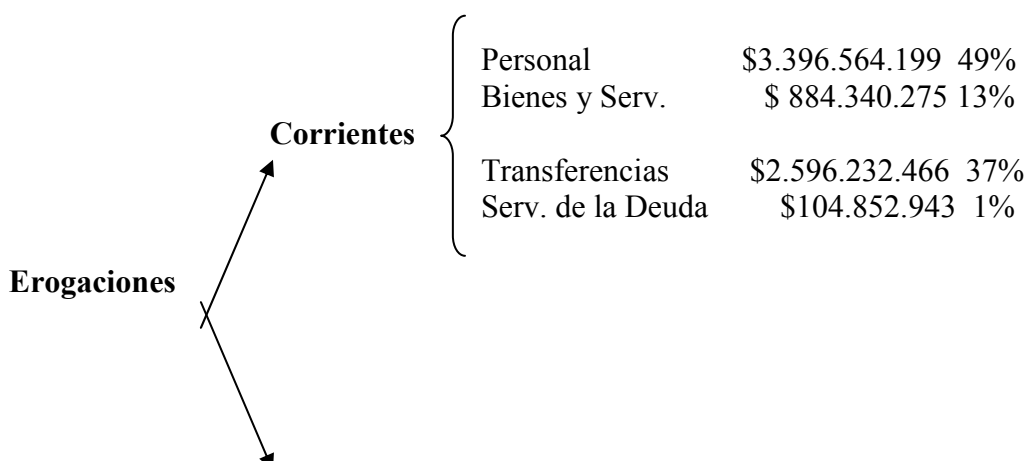 Personal $3.396.564.199 49%
Bienes y Serv. $ 884.340.275 13%
Corrientes
Transferencias $2.596.232.466 37%
Serv. de la Deuda $104.852.943 1%
Erogaciones